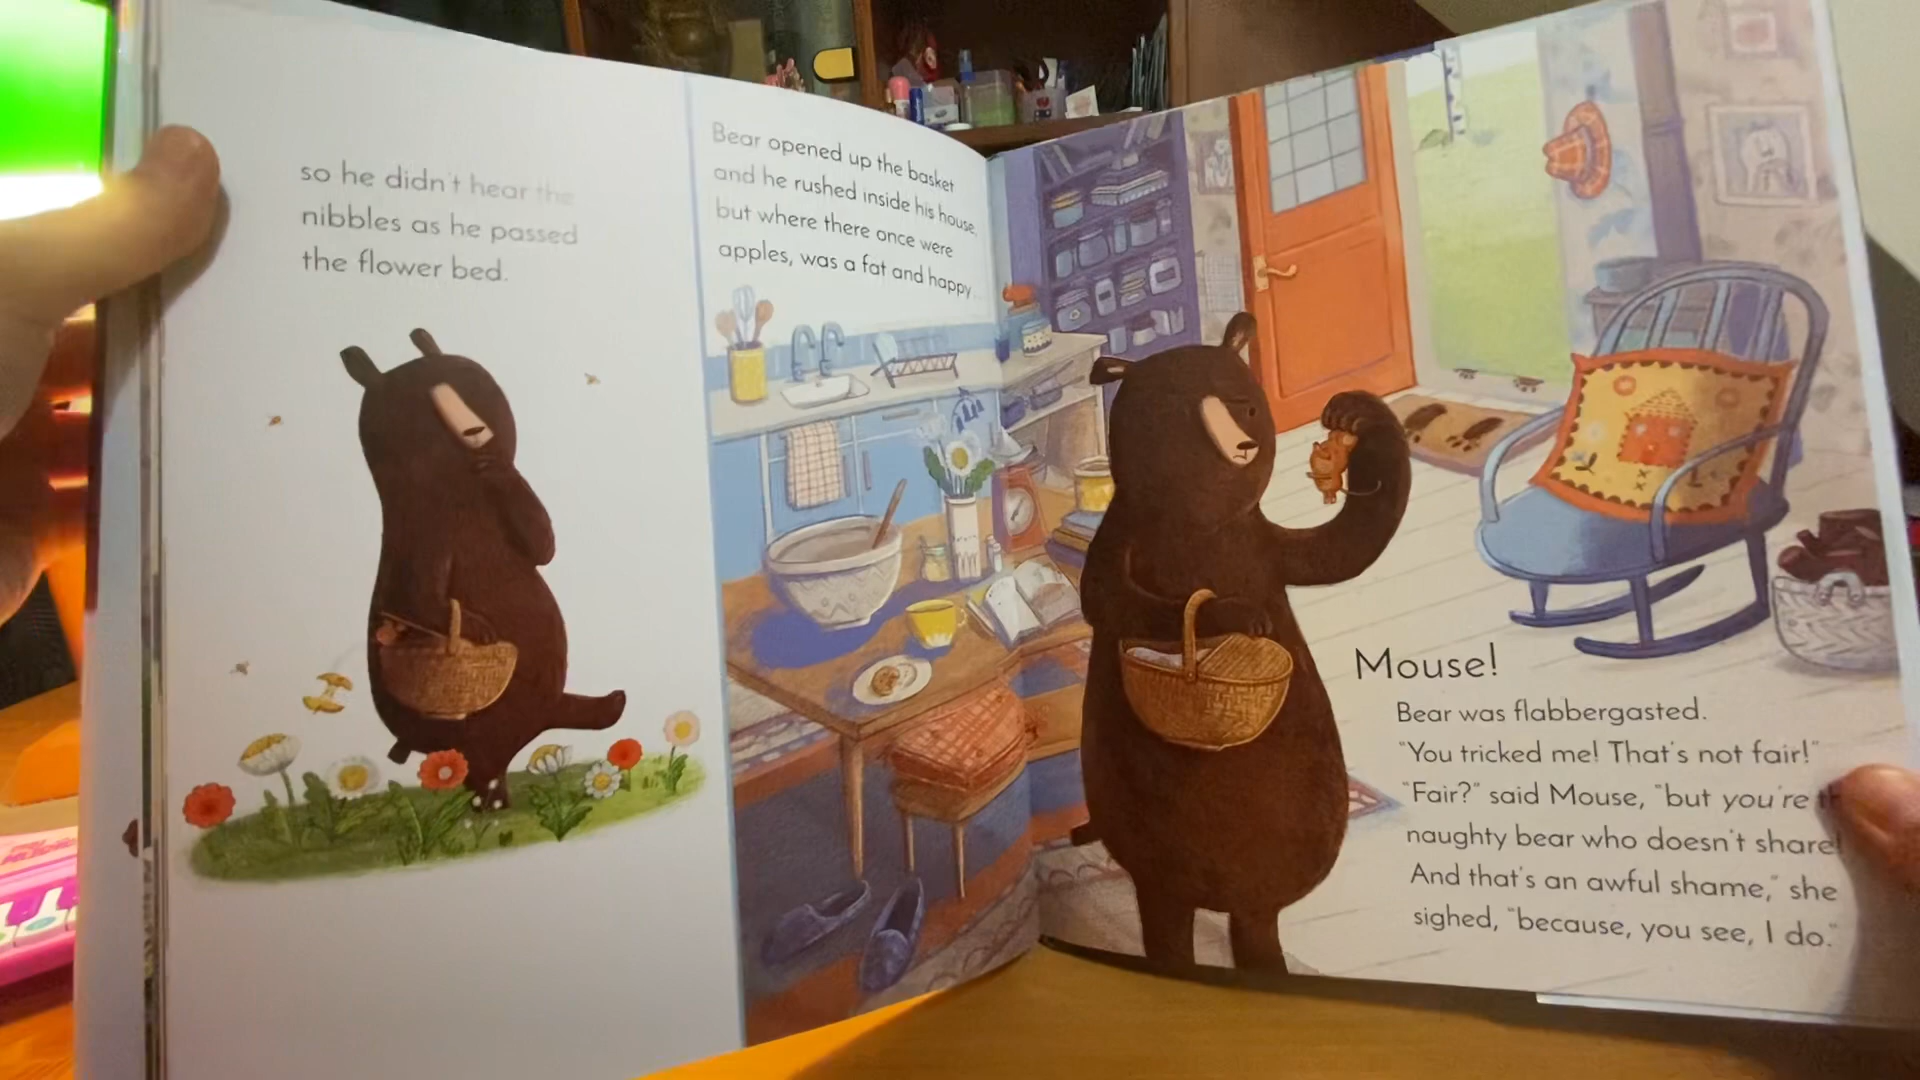 so he didn't hear the
nibbles as he passed
the flower bed.
Bear opened up the basket
and he rushed inside his house,
but where there once were
apples, was a fat and happy
Mouse!
Bear was flabbergasted.
"You tricked me! That's not fair!"
"Fair?" said Mouse, "but you're
naughty bear who doesn't share!
And that's an awful shame," she
sighed, "because, you see, I do."